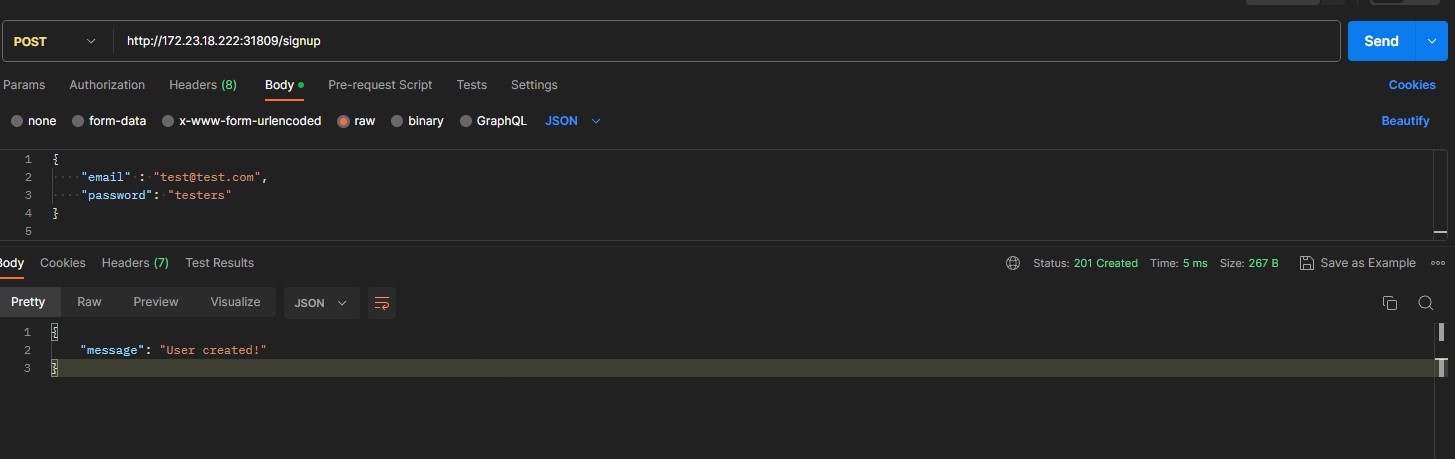 POST http://172.23.18.222:31809/signup Send
Params Authorization Headers (8) Body Pre-request Script Tests Settings Cookies
none form-data x-www-form-urlencoded raw binary GraphQL JSON Beautify
1 {
2 "email" : "test@test.com",
3 "password": "testers"
4 }
5
Body Cookies Headers (7) Test Results Status: 201 Created Time: 5 ms Size: 267 B Save as Example
Pretty Raw Preview Visualize JSON
1 {
2 "message": "User created!"
3 }